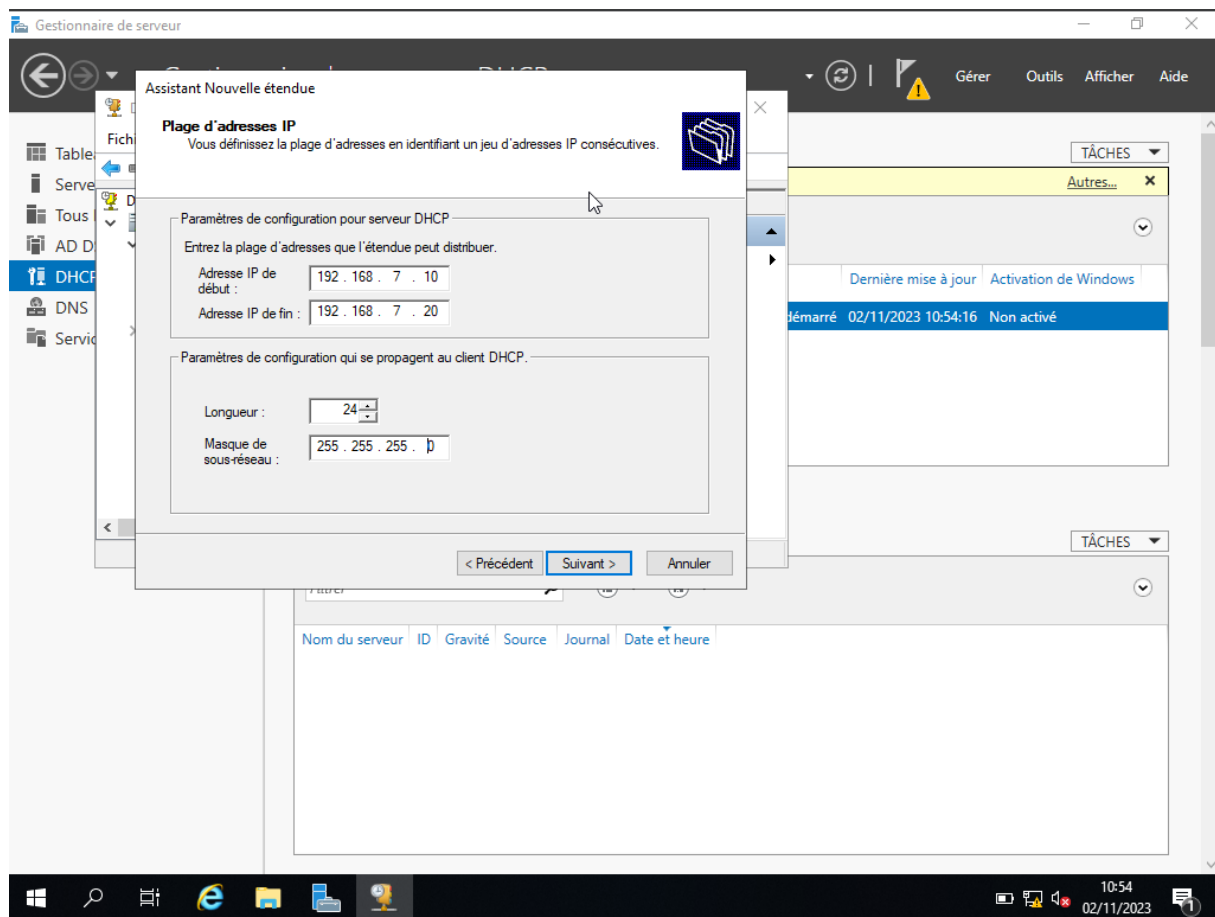 Gestionnaire de serveur
Gérer Outils Afficher Aide
Assistant Nouvelle étendue
Plage d'adresses IP
Vous définissez la plage d'adresses en identifiant un jeu d'adresses IP consécutives.
Fichi
Table
Serve
Tous
AD D
DHCP
DNS
Servic
TÂCHES
Autres...
Paramètres de configuration pour serveur DHCP
Entrez la plage d'adresses que l'étendue peut distribuer.
Adresse IP de
début :
192 . 168 . 7 . 10
Adresse IP de fin :
192 . 168 . 7 . 20
Dernière mise à jour Activation de Windows
démarré 02/11/2023 10:54:16 Non activé
Paramètres de configuration qui se propagent au client DHCP.
Longueur :
24
Masque de
sous-réseau :
255 . 255 . 255 . 0
< Précédent Suivant > Annuler
TÂCHES
Nom du serveur ID Gravité Source Journal Date et heure
10:54
02/11/2023
1